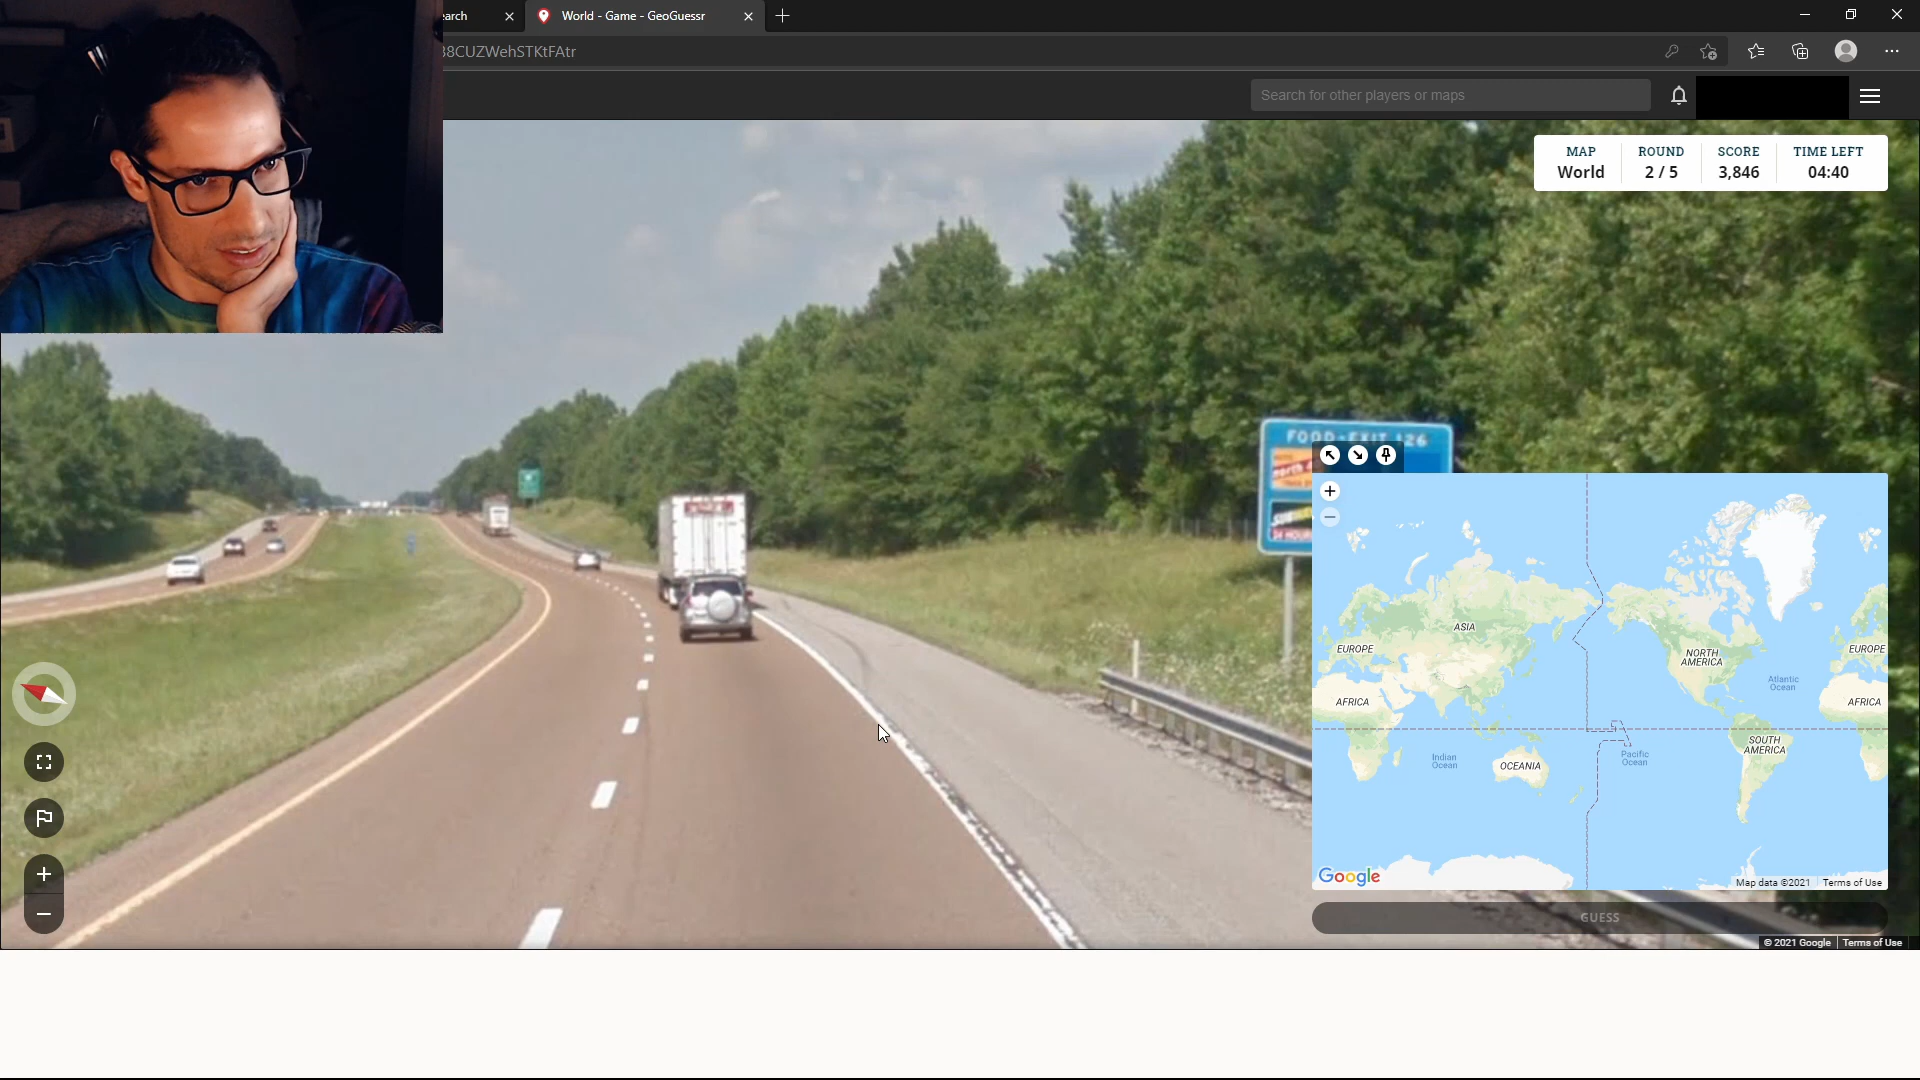 earch
World - Game - GeoGuessr
38CUZWehSTKtFAtr
Search for other players or maps
MAP
World
ROUND
2 / 5
SCORE
3,846
TIME LEFT
04:40
FOOD - EXIT 126
ASIA
EUROPE
NORTH
AMERICA
EUROPE
Atlantic
Ocean
AFRICA
AFRICA
SOUTH
AMERICA
Indian
Ocean
OCEANIA
Pacific
Ocean
Google
Map data ©2021
Terms of Use
GUESS
© 2021 Google
Terms of Use